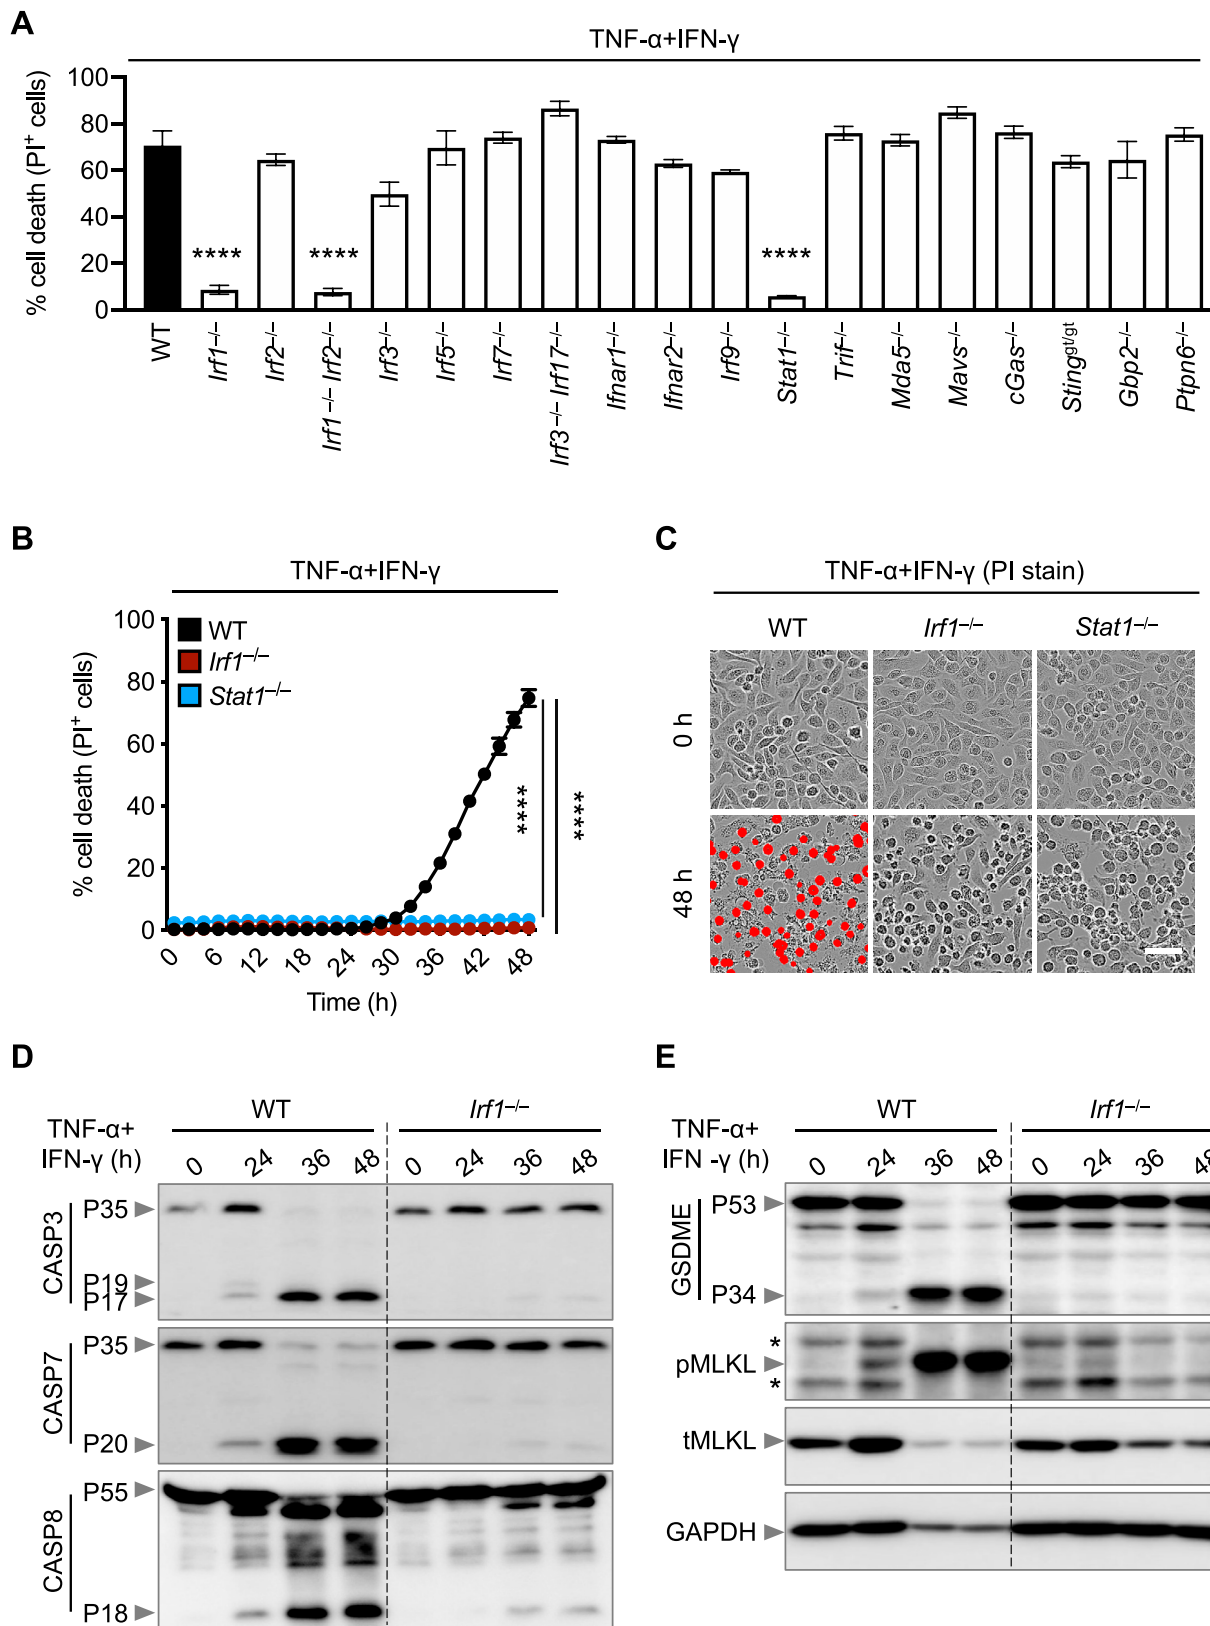 A
TNF-α+IFN-γ
% cell death (PI⁺ cells)
100
80
60
40
20
0
****
****
****
WT
Irf1⁻/⁻
Irf2⁻/⁻
Irf1⁻/⁻ Irf2⁻/⁻
Irf3⁻/⁻
Irf5⁻/⁻
Irf7⁻/⁻
Irf3⁻/⁻ Irf17⁻/⁻
Ifnar1⁻/⁻
Ifnar2⁻/⁻
Irf9⁻/⁻
Stat1⁻/⁻
Trif⁻/⁻
Mda5⁻/⁻
Mavs⁻/⁻
cGas⁻/⁻
Sting^gt/gt
Gbp2⁻/⁻
Ptpn6⁻/⁻
B
TNF-α+IFN-γ
% cell death (PI⁺ cells)
100
80
60
40
20
0
WT
Irf1⁻/⁻
Stat1⁻/⁻
****
****
0 6 12 18 24 30 36 42 48
Time (h)
C
TNF-α+IFN-γ (PI stain)
WT Irf1⁻/⁻ Stat1⁻/⁻
0 h
48 h
D
WT Irf1⁻/⁻
TNF-α+
IFN-γ (h) 0 24 36 48 0 24 36 48
CASP3
P35
P19
P17
CASP7
P35
P20
CASP8
P55
P18
E
WT Irf1⁻/⁻
TNF-α+
IFN -γ (h) 0 24 36 48 0 24 36 48
GSDME
P53
P34
*
pMLKL
*
tMLKL
GAPDH